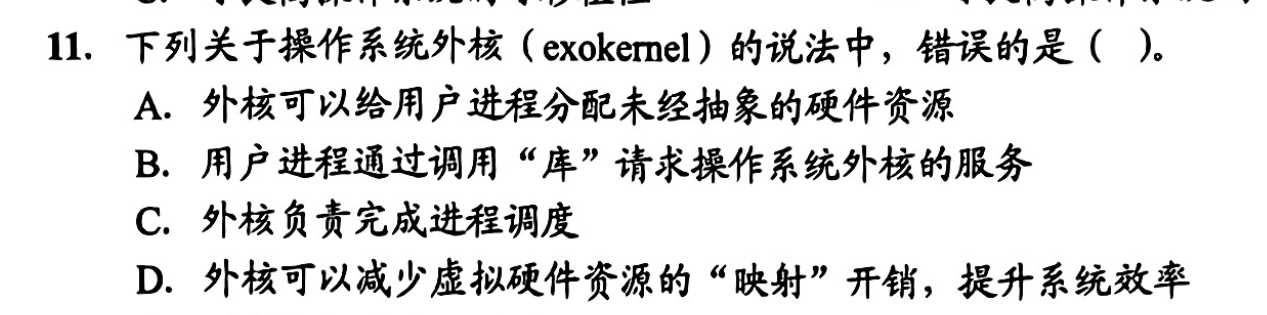 11. 下列关于操作系统外核（exokernel）的说法中，错误的是（ ）。
A. 外核可以给用户进程分配未经抽象的硬件资源
B. 用户进程通过调用“库”请求操作系统外核的服务
C. 外核负责完成进程调度
D. 外核可以减少虚拟硬件资源的“映射”开销，提升系统效率